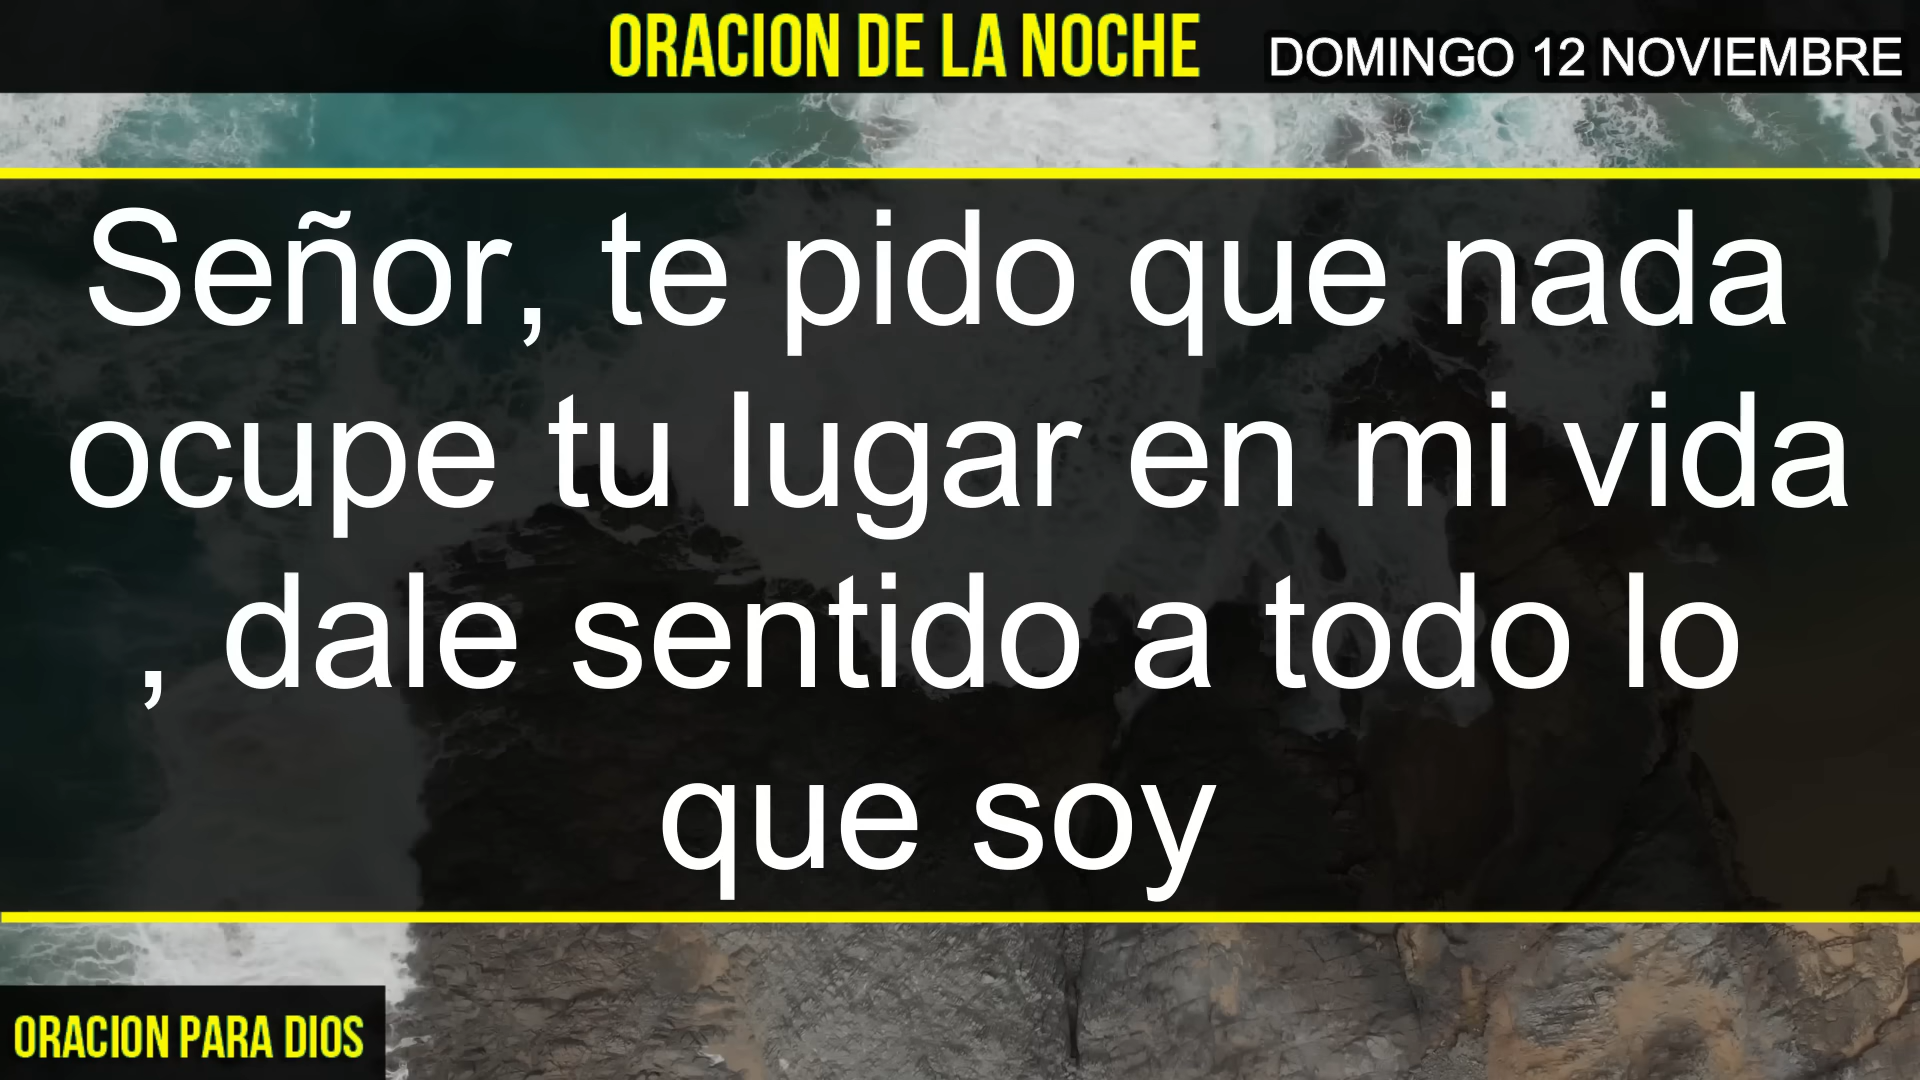 ORACION DE LA NOCHE
DOMINGO 12 NOVIEMBRE
Señor, te pido que nada
ocupe tu lugar en mi vida
, dale sentido a todo lo
que soy
ORACION PARA DIOS